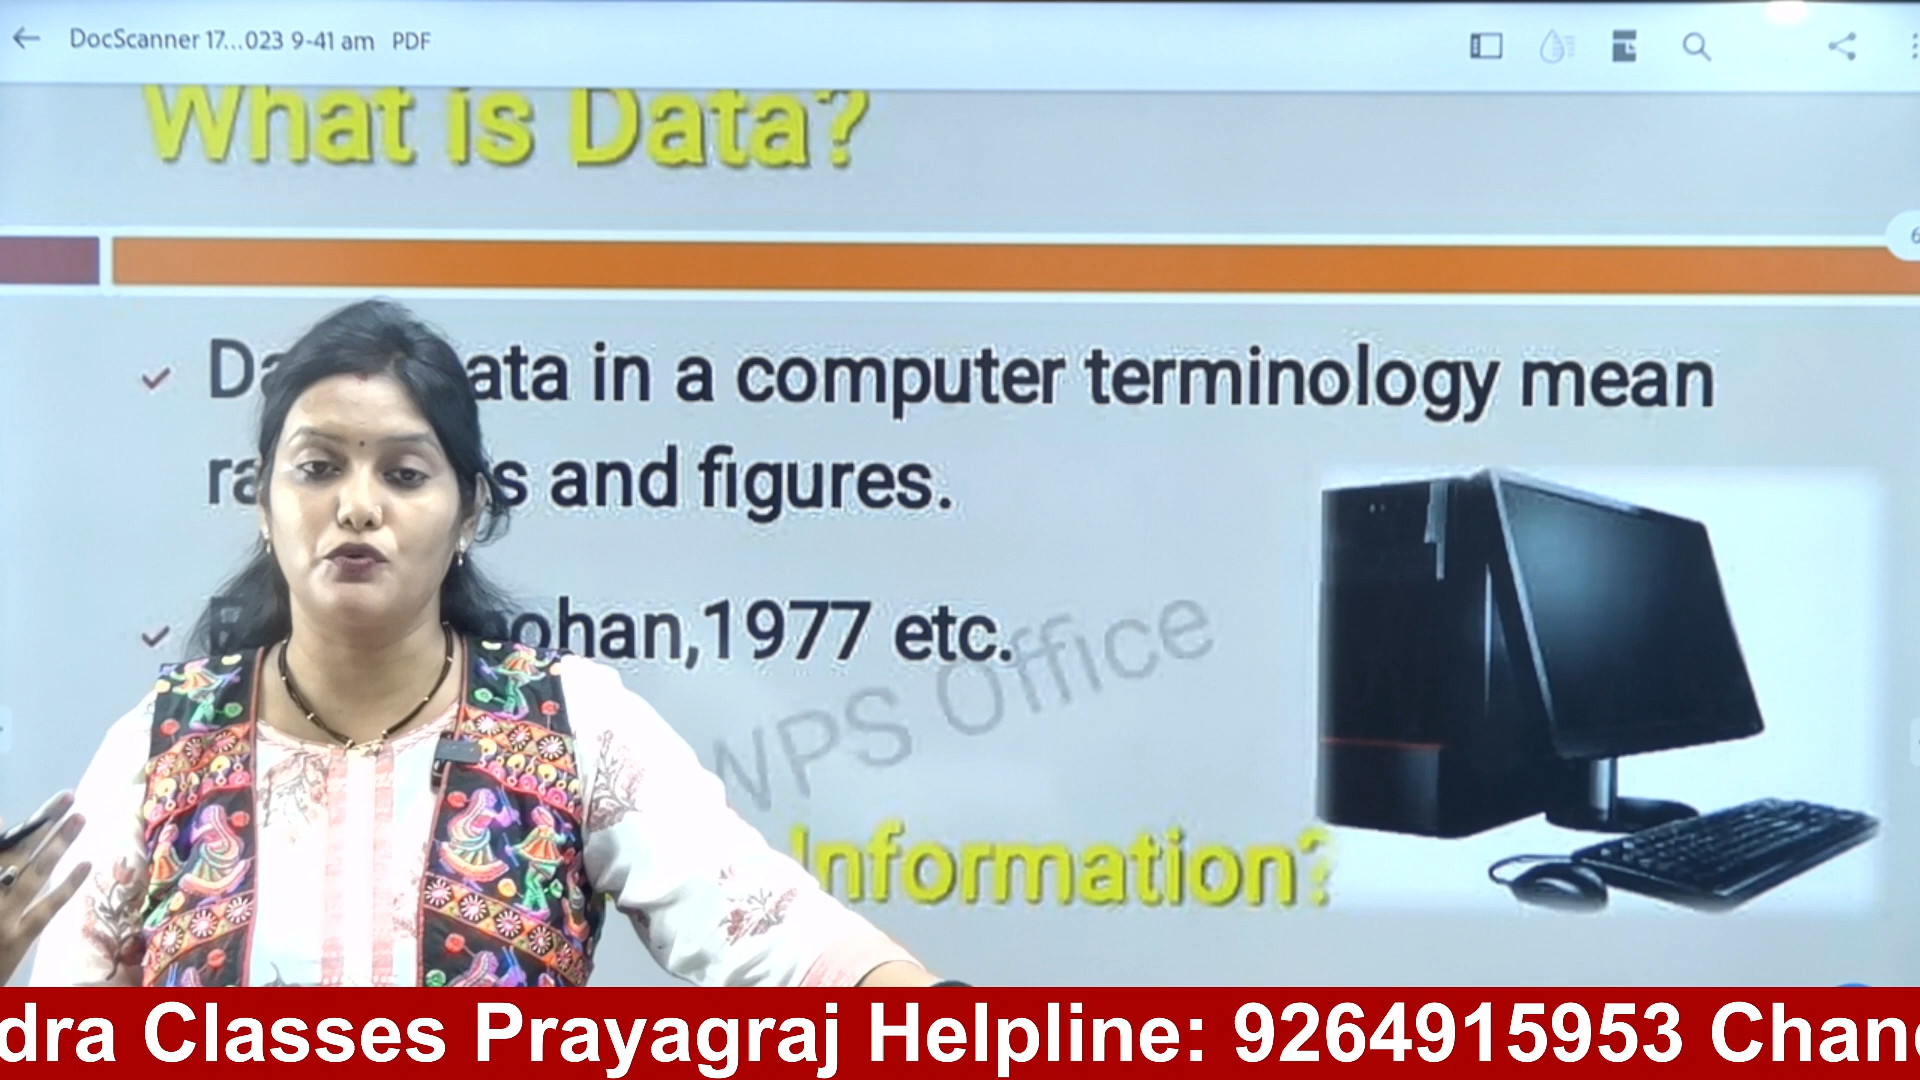 DocScanner 17...023 9-41 am PDF
What is Data?
6
ata in a computer terminology mean
and figures.
ohan,1977 etc.
WPS Office
Information?
dra Classes Prayagraj Helpline: 9264915953 Chan